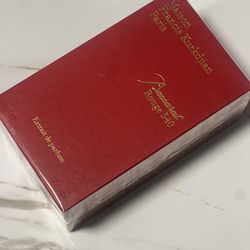 Maison
Francis Kurkdjian
Paris
Baccarat
Rouge 540
Extrait de parfum